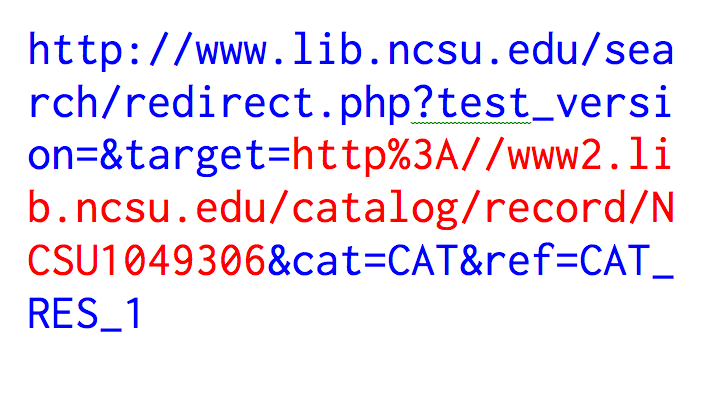 http://www.lib.ncsu.edu/sea
rch/redirect.php?test_versi
on=&target=http%3A//www2.li
b.ncsu.edu/catalog/record/N
CSU1049306&cat=CAT&ref=CAT_
RES_1